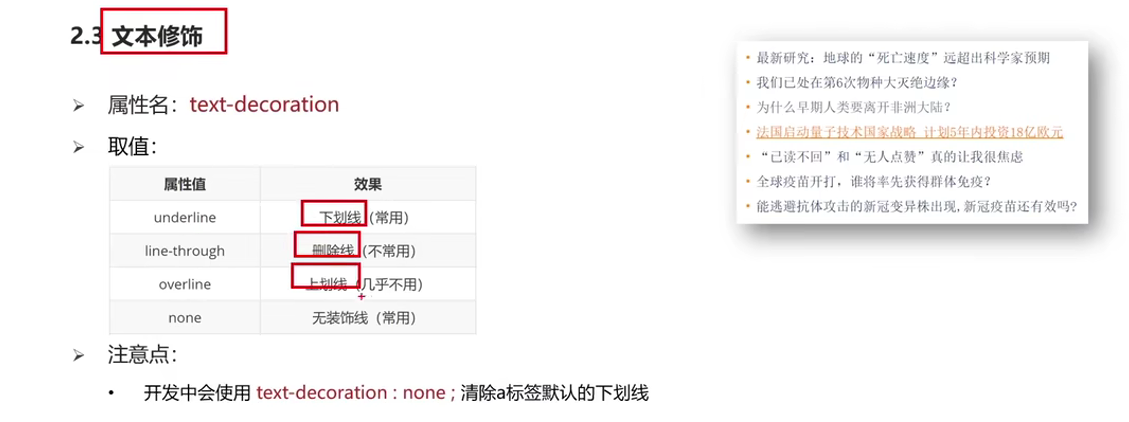 2.3 文本修饰
属性名：text-decoration
取值：
属性值 效果
underline 下划线（常用）
line-through 删除线（不常用）
overline 上划线（几乎不用）
none 无装饰线（常用）
注意点：
开发中会使用 text-decoration : none ; 清除a标签默认的下划线
最新研究：地球的“死亡速度”远超出科学家预期
我们已处在第6次物种大灭绝边缘？
为什么早期人类要离开非洲大陆？
法国启动量子技术国家战略 计划5年内投资18亿欧元
“已读不回”和“无人点赞”真的让我很焦虑
全球疫苗开打，谁将率先获得群体免疫？
能逃避抗体攻击的新冠变异株出现,新冠疫苗还有效吗?